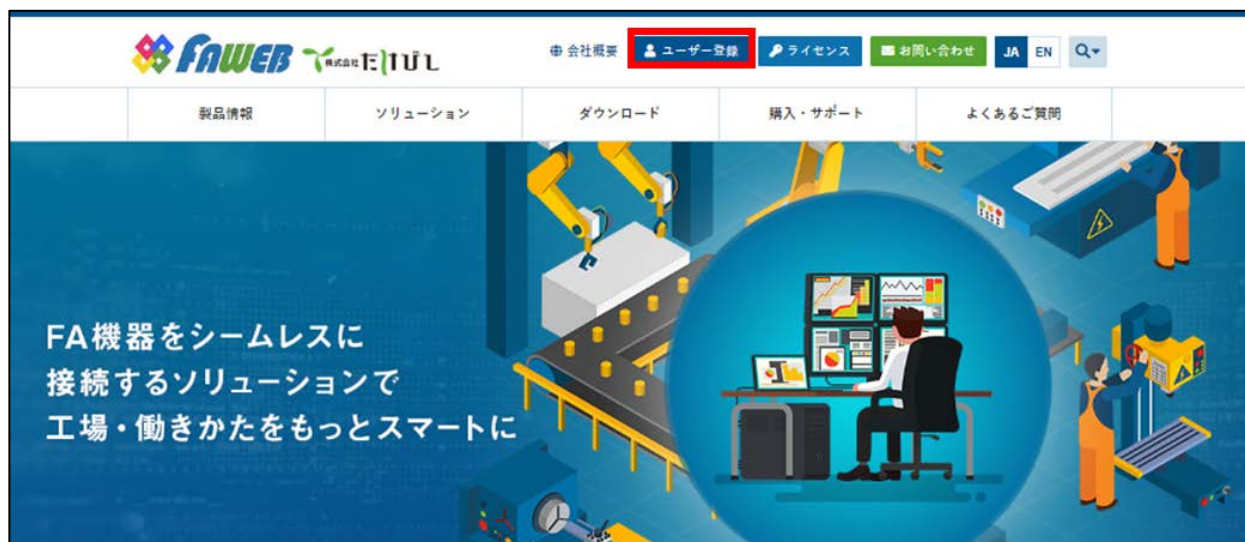 FAWEB 株式会社 たけびし
会社概要 ユーザー登録 ライセンス お問い合わせ JA EN
製品情報 ソリューション ダウンロード 購入・サポート よくあるご質問
FA機器をシームレスに
接続するソリューションで
工場・働きかたをもっとスマートに